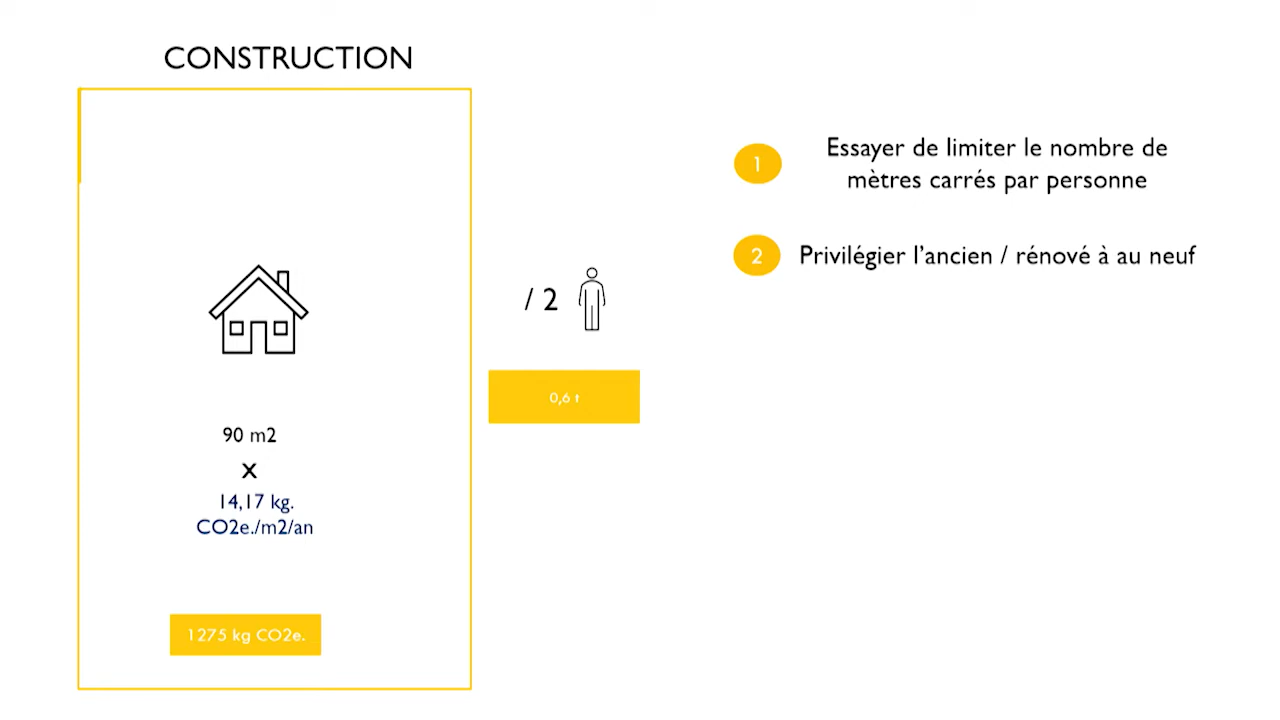 CONSTRUCTION
90 m2
x
14,17 kg.
CO2e./m2/an
1275 kg CO2e.
/ 2
0,6 t
1
Essayer de limiter le nombre de
mètres carrés par personne
2
Privilégier l’ancien / rénové à au neuf